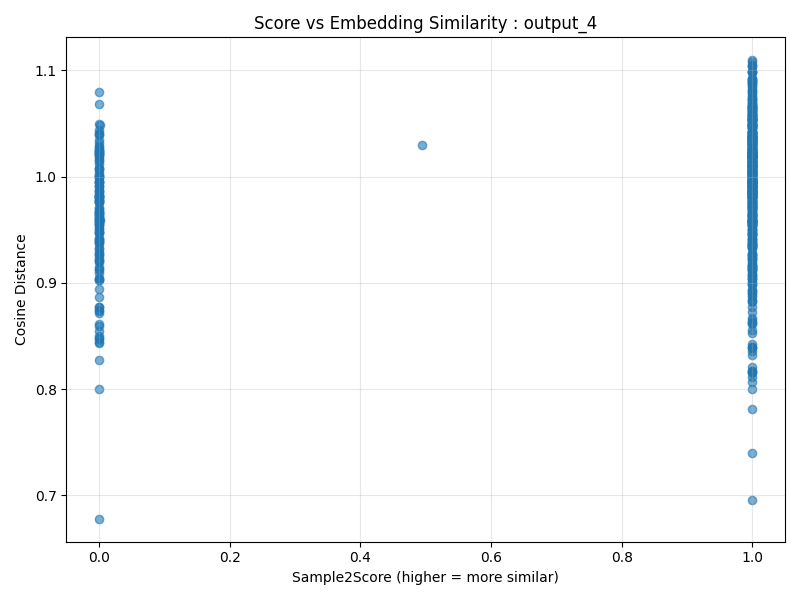 Score vs Embedding Similarity : output_4
Cosine Distance
1.1
1.0
0.9
0.8
0.7
0.0 0.2 0.4 0.6 0.8 1.0
Sample2Score (higher = more similar)